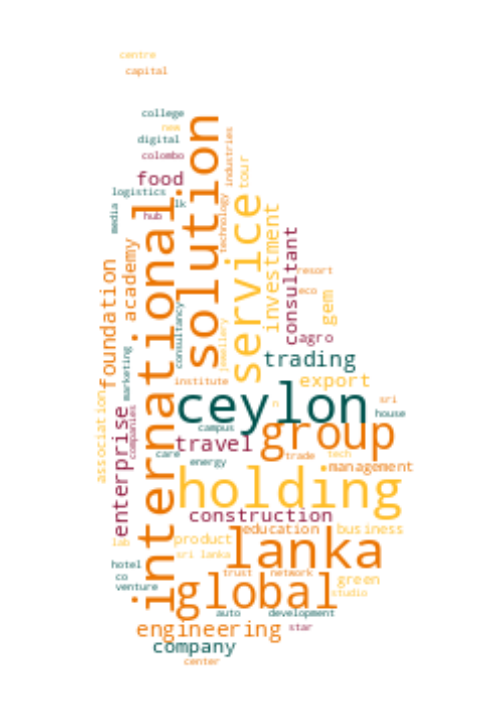 centre
capital
college
new
digital
colombo
food
logistics
lk
hub
media
solution
industries
tour
technology
international
academy
foundation
service
investment
consultant
resort
eco
gem
agro
consultancy
jewellery
marketing
trading
institute
export
association
enterprise
companies
ceylon
sri
house
n
campus
group
travel
care
energy
trade
tech
management
holding
construction
education
business
lab
product
lanka
sri lanka
hotel
co
venture
trust
network
green
studio
global
auto
development
engineering
star
company
center